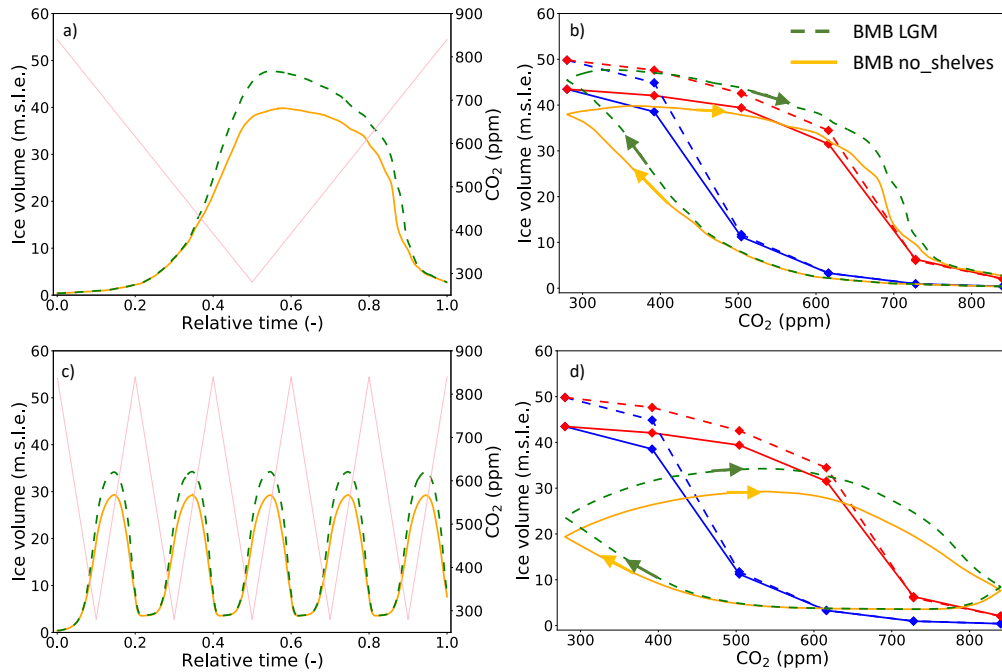 a)
60
50
40
30
20
10
0
Ice volume (m.s.l.e.)
900
800
700
600
500
400
300
CO2 (ppm)
0.0 0.2 0.4 0.6 0.8 1.0
Relative time (-)
b)
BMB LGM
BMB no_shelves
60
50
40
30
20
10
0
Ice volume (m.s.l.e.)
300 400 500 600 700 800
CO2 (ppm)
c)
60
50
40
30
20
10
0
Ice volume (m.s.l.e.)
900
800
700
600
500
400
300
CO2 (ppm)
0.0 0.2 0.4 0.6 0.8 1.0
Relative time (-)
d)
60
50
40
30
20
10
0
Ice volume (m.s.l.e.)
300 400 500 600 700 800
CO2 (ppm)